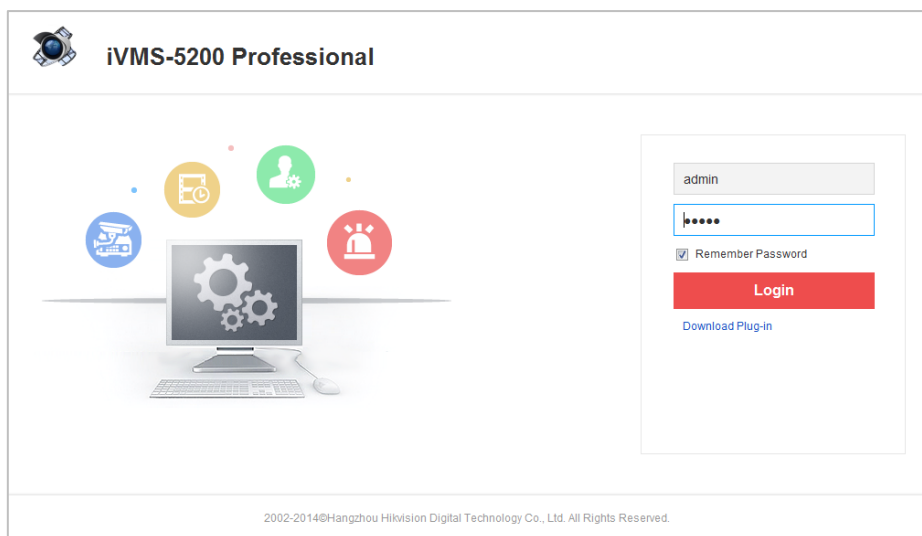 iVMS-5200 Professional
admin
●●●●●
Remember Password
Login
Download Plug-in
2002-2014©Hangzhou Hikvision Digital Technology Co., Ltd. All Rights Reserved.